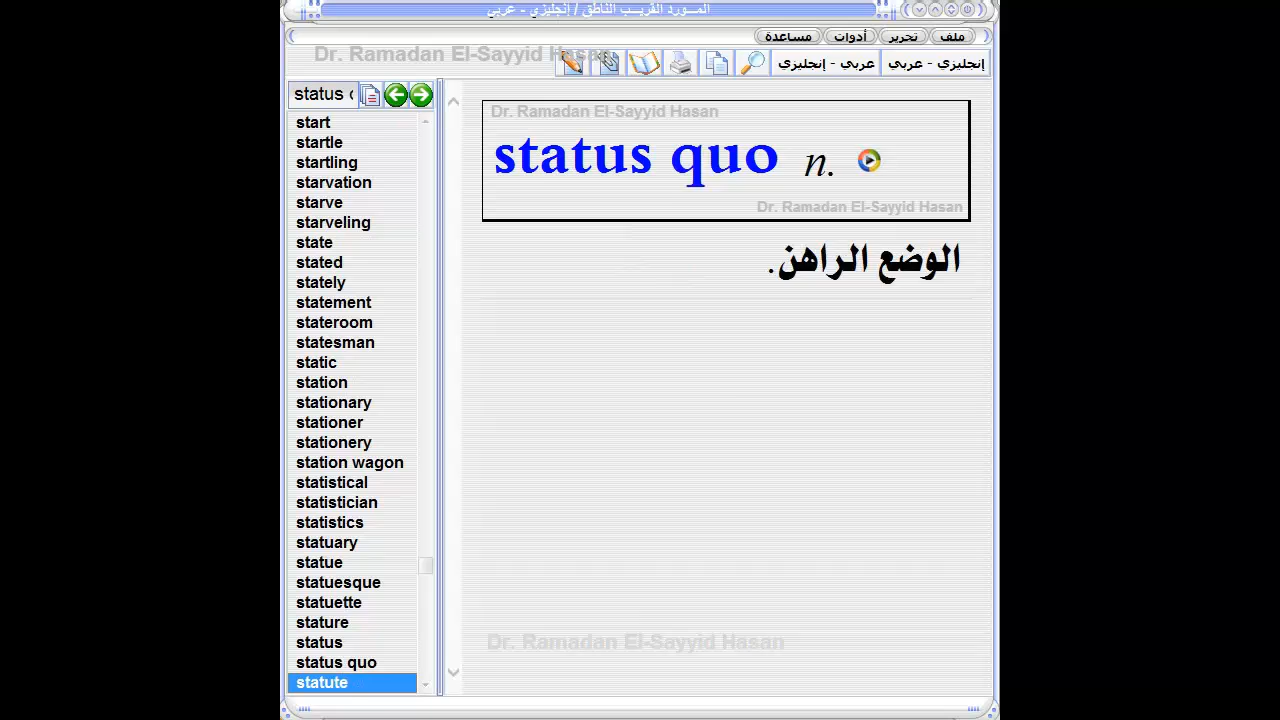 المــورد القريــب الناطق / إنجليزي - عربي
ملف تحرير أدوات مساعدة
Dr. Ramadan El-Sayyid Hasan
إنجليزي - عربي عربي - إنجليزي
status
start
startle
startling
starvation
starve
starveling
state
stated
stately
statement
stateroom
statesman
static
station
stationary
stationer
stationery
station wagon
statistical
statistician
statistics
statuary
statue
statuesque
statuette
stature
status
status quo
statute
Dr. Ramadan El-Sayyid Hasan
status quo n.
Dr. Ramadan El-Sayyid Hasan
الوضع الراهن.
Dr. Ramadan El-Sayyid Hasan